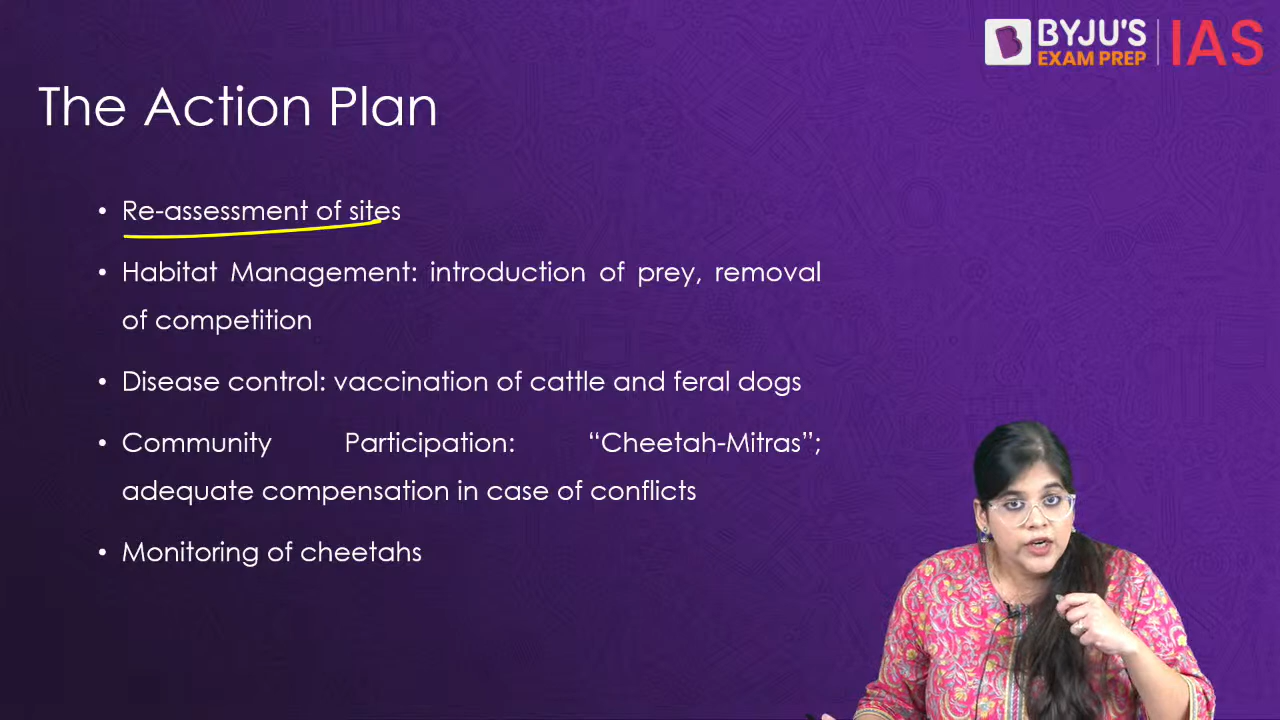 BYJU'S
EXAM PREP
IAS
The Action Plan
• Re-assessment of sites
• Habitat Management: introduction of prey, removal
of competition
• Disease control: vaccination of cattle and feral dogs
• Community Participation: “Cheetah-Mitras”;
adequate compensation in case of conflicts
• Monitoring of cheetahs